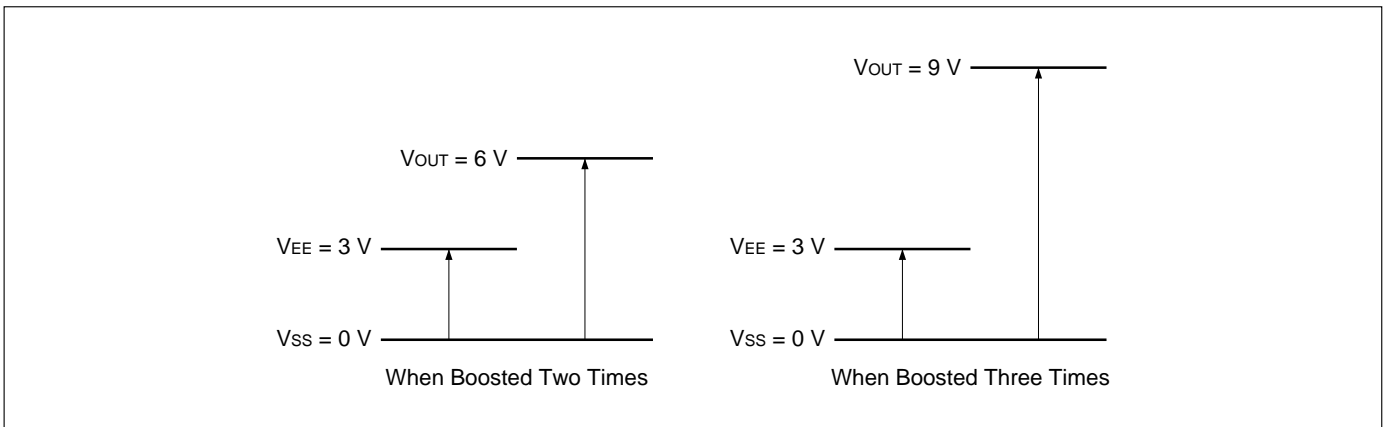 VOUT = 6 V
VEE = 3 V
VSS = 0 V
When Boosted Two Times
VOUT = 9 V
VEE = 3 V
VSS = 0 V
When Boosted Three Times